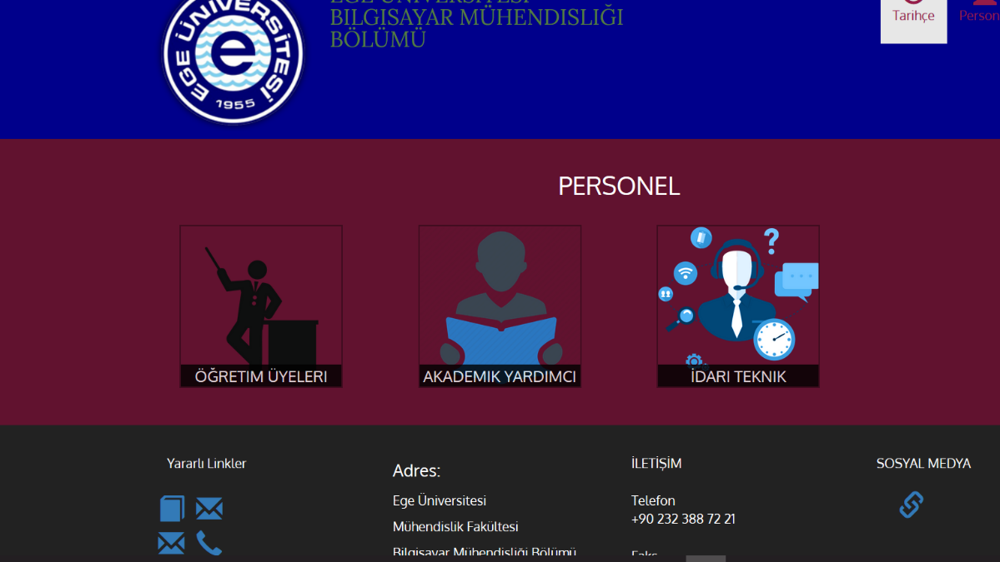 EGE ÜNIVERSITESI
BILGISAYAR MÜHENDISLIĞI
BÖLÜMÜ
EGE ÜNİVERSİTESİ
e
1955
Tarihçe
Person
PERSONEL
ÖĞRETIM ÜYELERI
AKADEMIK YARDIMCI
İDARI TEKNIK
Yararlı Linkler
Adres:
Ege Üniversitesi
Mühendislik Fakültesi
Bilgisayar Mühendisliği Bölümü
İLETİŞİM
Telefon
+90 232 388 72 21
Faks
SOSYAL MEDYA